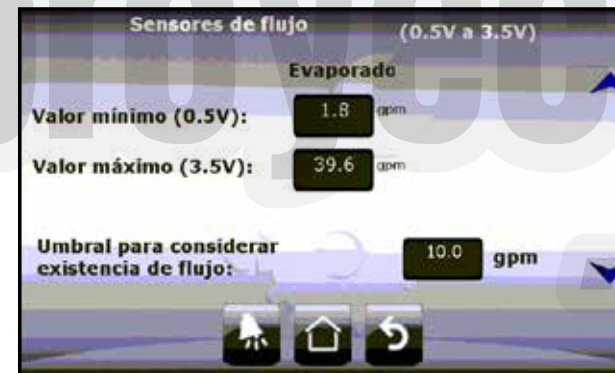 Sensores de flujo (0.5V a 3.5V)
Evaporado
Valor mínimo (0.5V): 1.8 gpm
Valor máximo (3.5V): 39.6 gpm
Umbral para considerar
existencia de flujo: 10.0 gpm